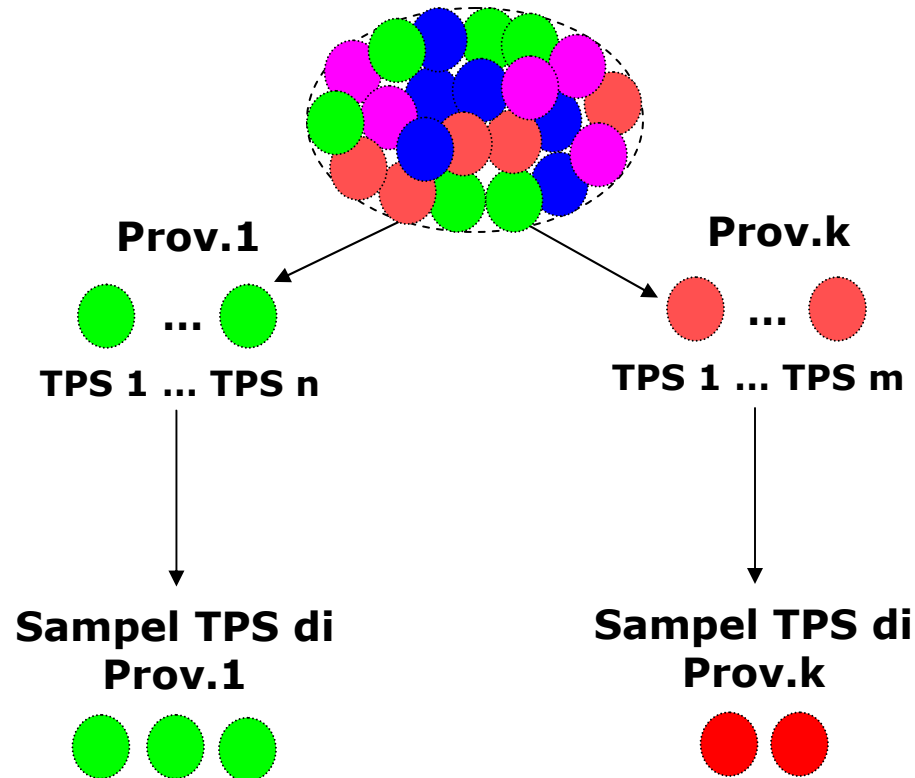 Prov.1
Prov.k
...
...
TPS 1 ... TPS n
TPS 1 ... TPS m
Sampel TPS di
Prov.1
Sampel TPS di
Prov.k